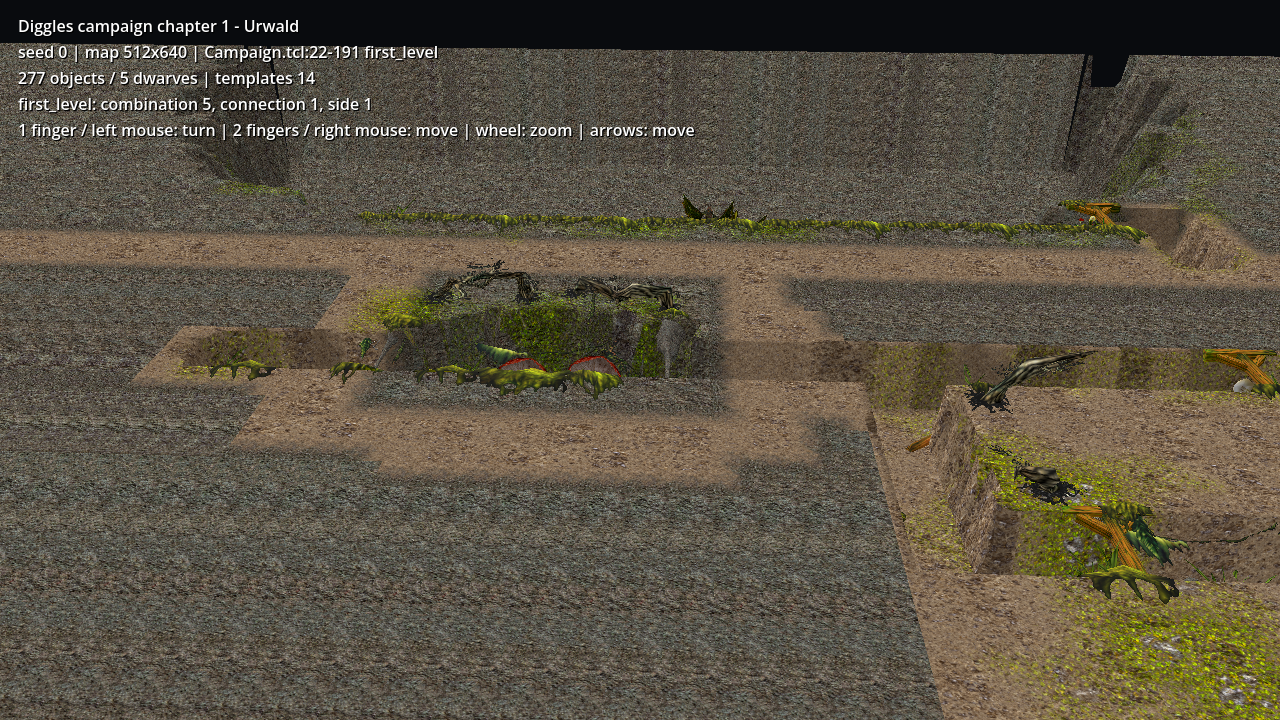 Diggles campaign chapter 1 - Urwald
seed 0 | map 512x640 | Campaign.tcl:22-191 first_level
277 objects / 5 dwarves | templates 14
first_level: combination 5, connection 1, side 1
1 finger / left mouse: turn | 2 fingers / right mouse: move | wheel: zoom | arrows: move